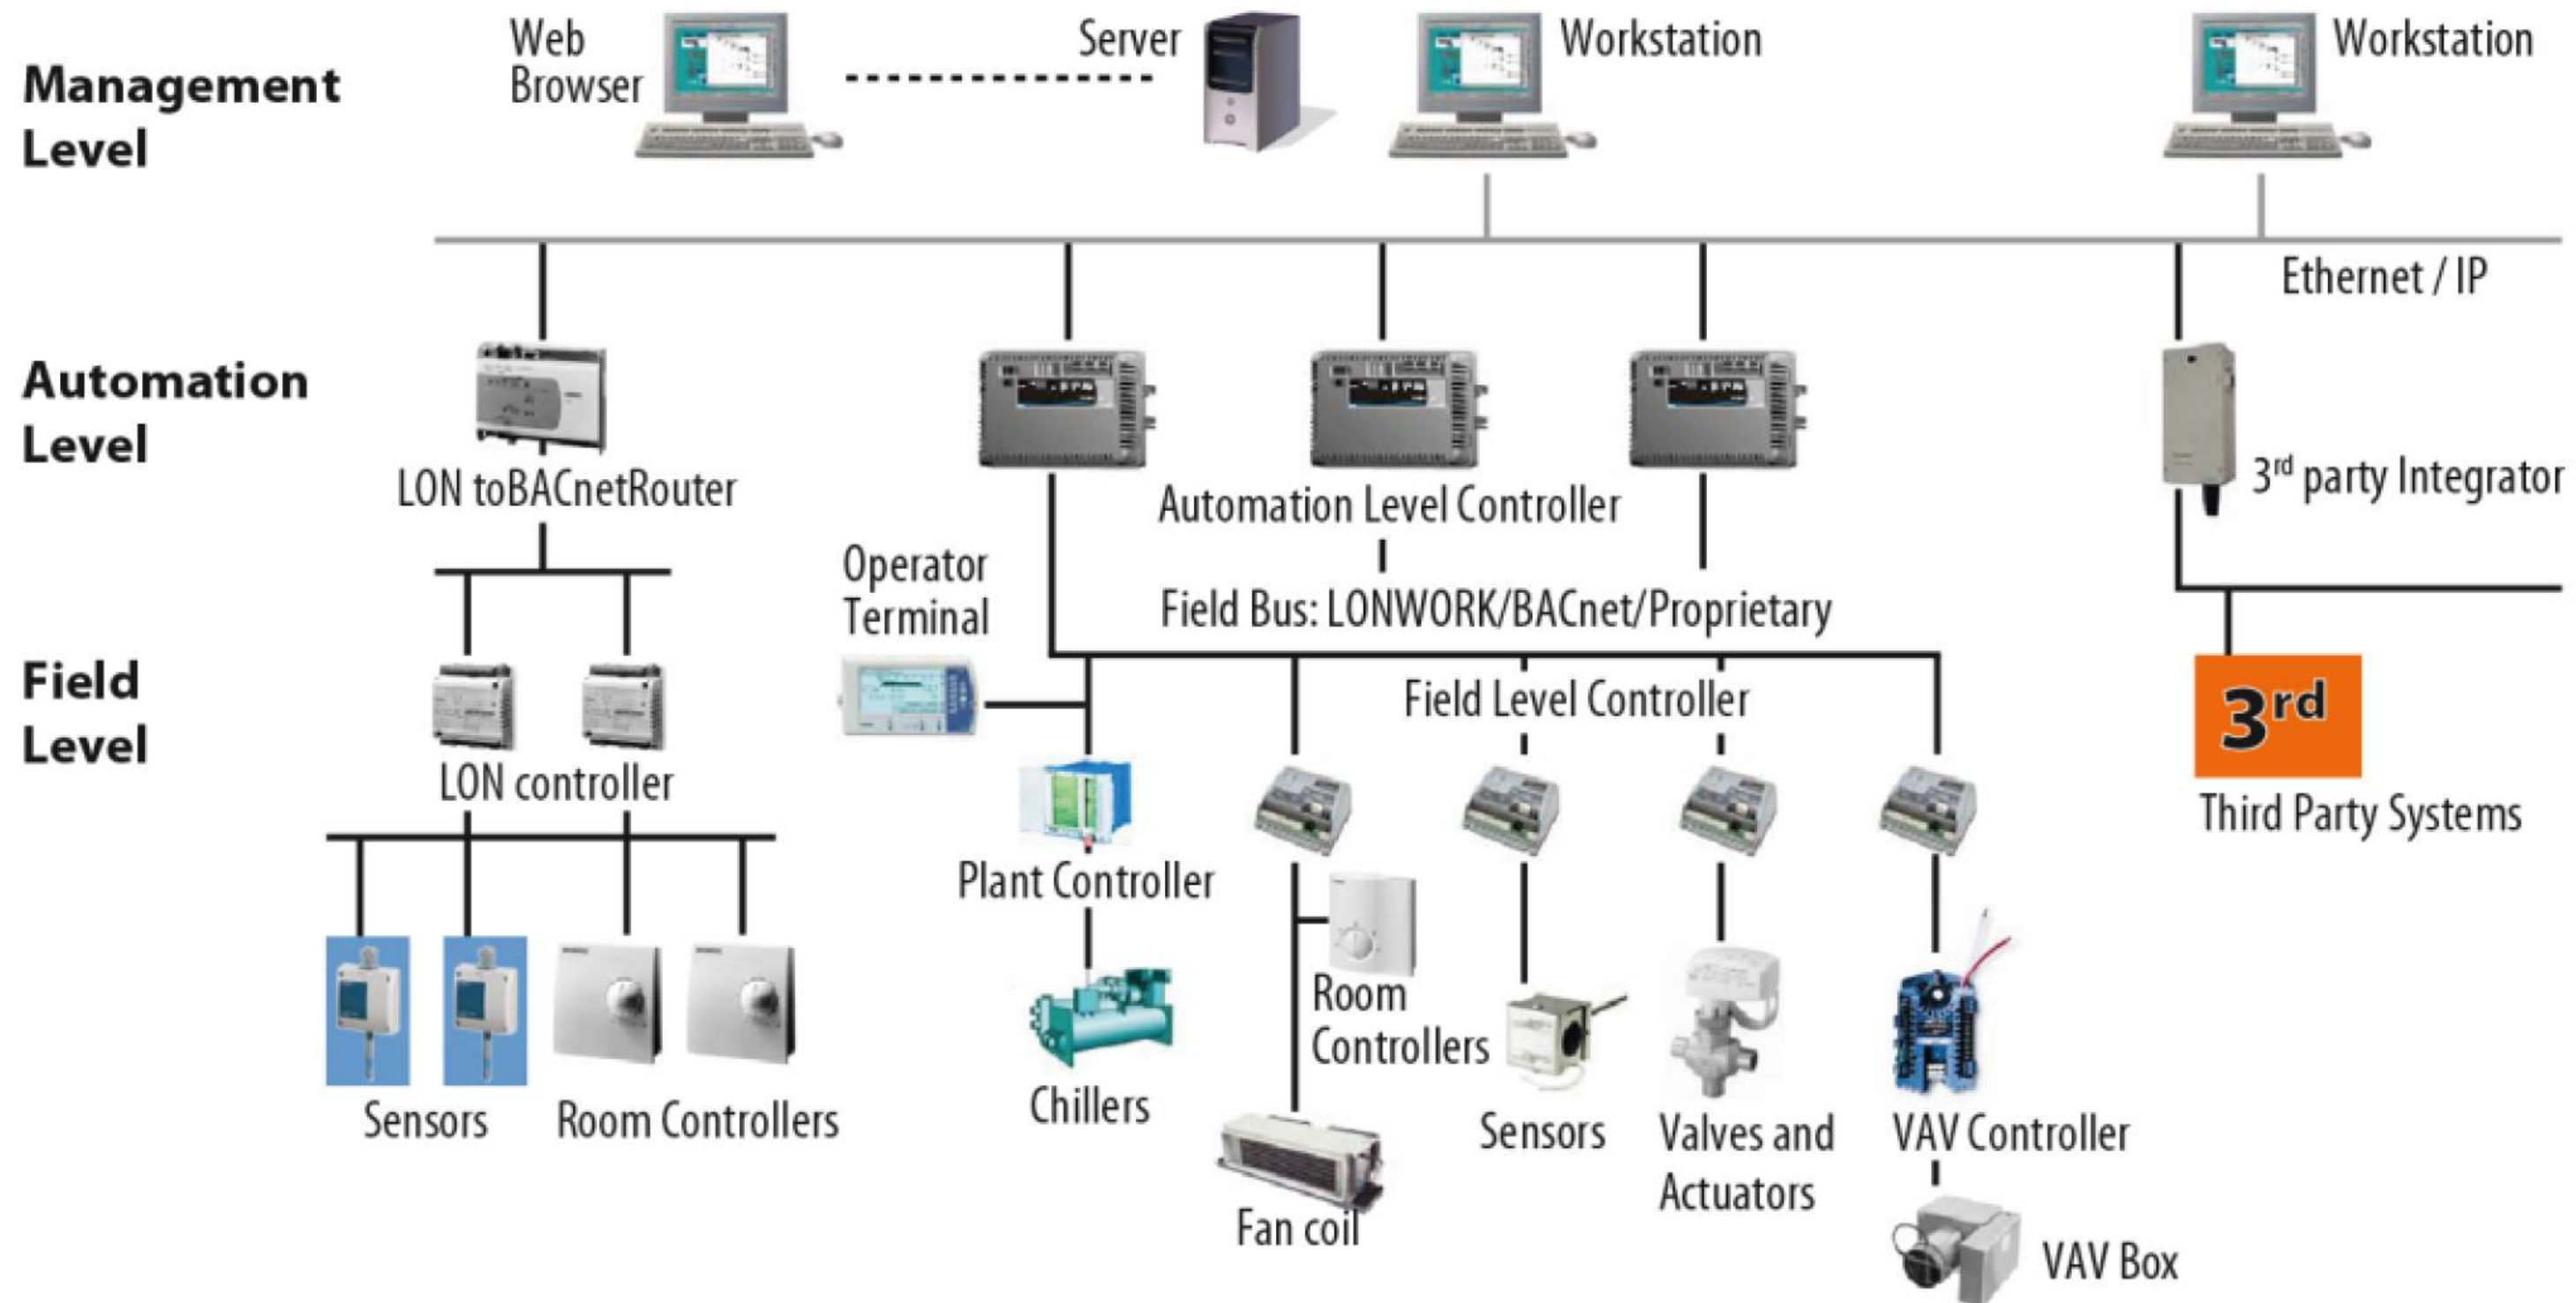 Management
Level
Web
Browser
Server
Workstation
Workstation
Ethernet / IP
Automation
Level
LON toBACnetRouter
Automation Level Controller
3rd party Integrator
Operator
Terminal
Field Bus: LONWORK/BACnet/Proprietary
Field
Level
Field Level Controller
3rd
LON controller
Third Party Systems
Plant Controller
Room
Controllers
Sensors
Room Controllers
Chillers
Sensors
Valves and
Actuators
VAV Controller
Fan coil
VAV Box